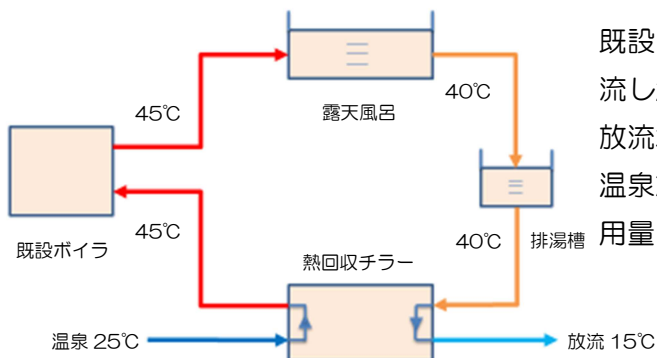 45℃
露天風呂
40℃
既設ボイラ
45℃
熱回収チラー
40℃
排湯槽
温泉 25℃
放流 15℃
既設
流し
放流
温泉
用量